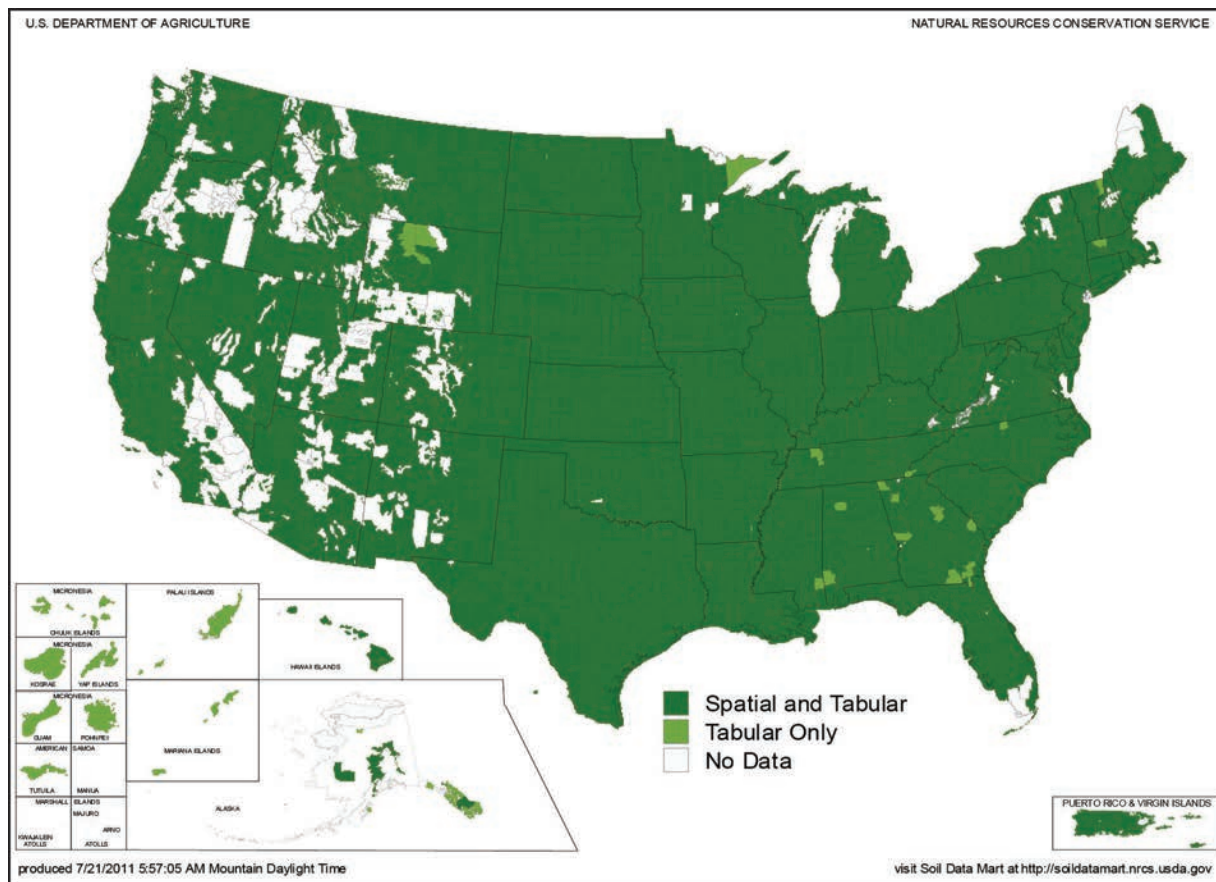 U.S. DEPARTMENT OF AGRICULTURE
NATURAL RESOURCES CONSERVATION SERVICE
MICRONESIA
CHUUK ISLANDS
MICRONESIA
KOSRAE
YAP ISLANDS
MICRONESIA
GUAM
POHNPEI
AMERICAN SAMOA
TUTUILA
MANUA
MARSHALL ISLANDS
MAJURO
ARNO
KWAJALEIN
ATOLLS
ATOLLS
PALAU ISLANDS
MARIANA ISLANDS
HAWAII ISLANDS
ALASKA
Spatial and Tabular
Tabular Only
No Data
PUERTO RICO & VIRGIN ISLANDS
produced 7/21/2011 5:57:05 AM Mountain Daylight Time
visit Soil Data Mart at http://soildatamart.nrcs.usda.gov